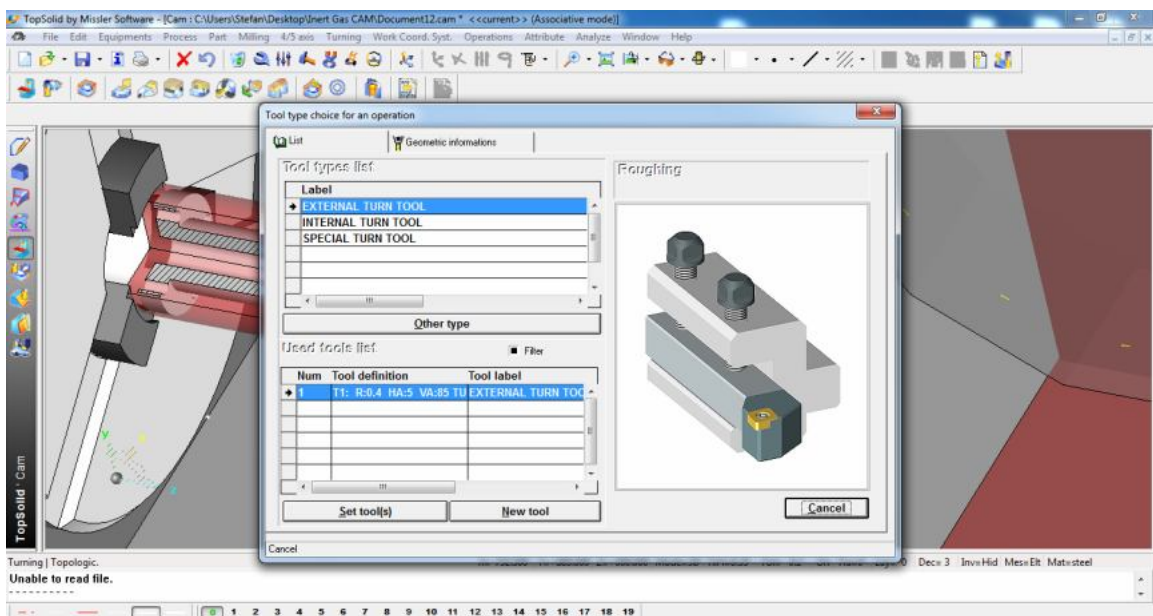 TopSolid by Missler Software - [Cam : C:\Users\Stefan\Desktop\Inert Gas CAM\Document12.cam * <<current>> (Associative mode)]
File Edit Equipments Process Part Milling 4/5 axis Turning Work Coord. Syst. Operations Attribute Analyze Window Help
Tool type choice for an operation
List
Geometric informations
Tool types list
Label
EXTERNAL TURN TOOL
INTERNAL TURN TOOL
SPECIAL TURN TOOL
Other type
Used tools list
Filter
Num Tool definition Tool label
1 T1: R:0.4 HA:5 VA:85 TU EXTERNAL TURN TOO
Set tool(s)
New tool
Roughing
Cancel
Cancel
y
x
z
TopSolid'Cam
Turning | Topologic.
Dec= 3 Inv=Hid Mes=Elt Mat=steel
Unable to read file.
----------
0 1 2 3 4 5 6 7 8 9 10 11 12 13 14 15 16 17 18 19